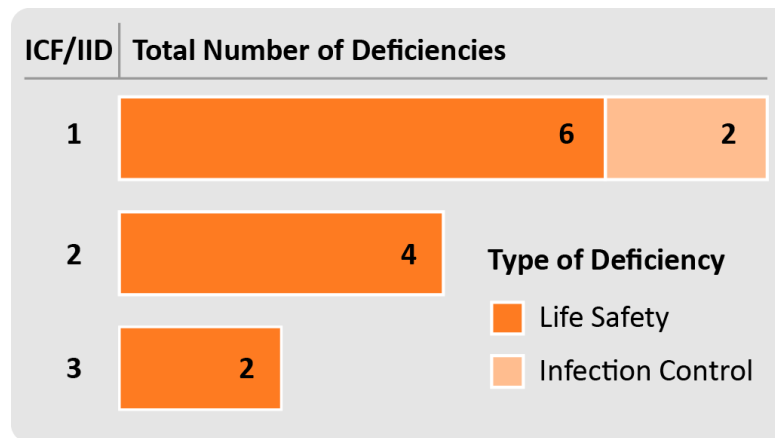 ICF/IID Total Number of Deficiencies
1 6 2
2 4
Type of Deficiency
Life Safety
3 2
Infection Control